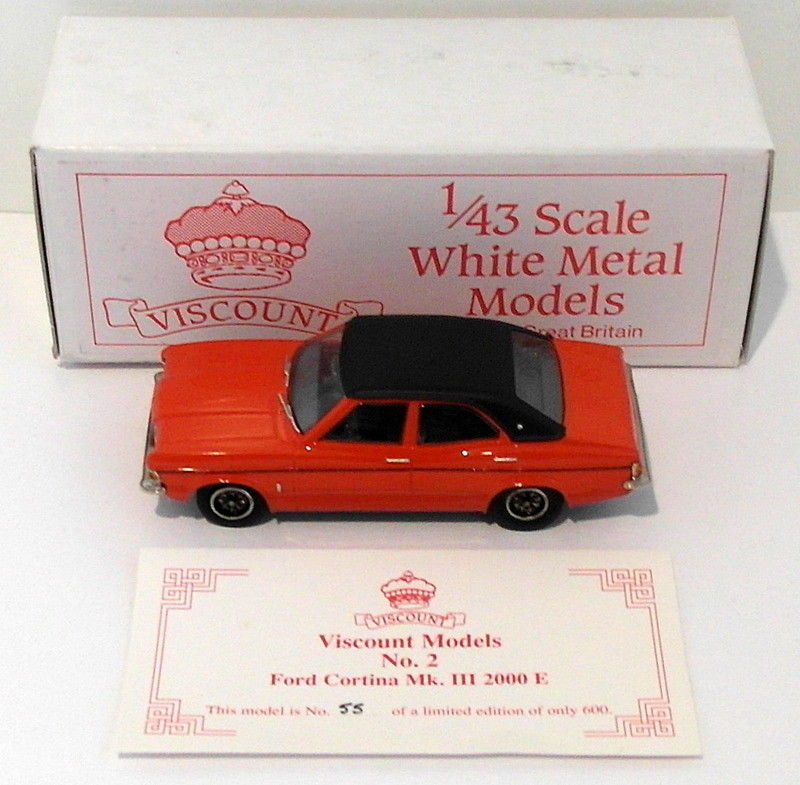 1/43 Scale
White Metal
Models
Great Britain
VISCOUNT
VISCOUNT
Viscount Models
No. 2
Ford Cortina Mk. III 2000 E
This model is No. 55 of a limited edition of only 600.